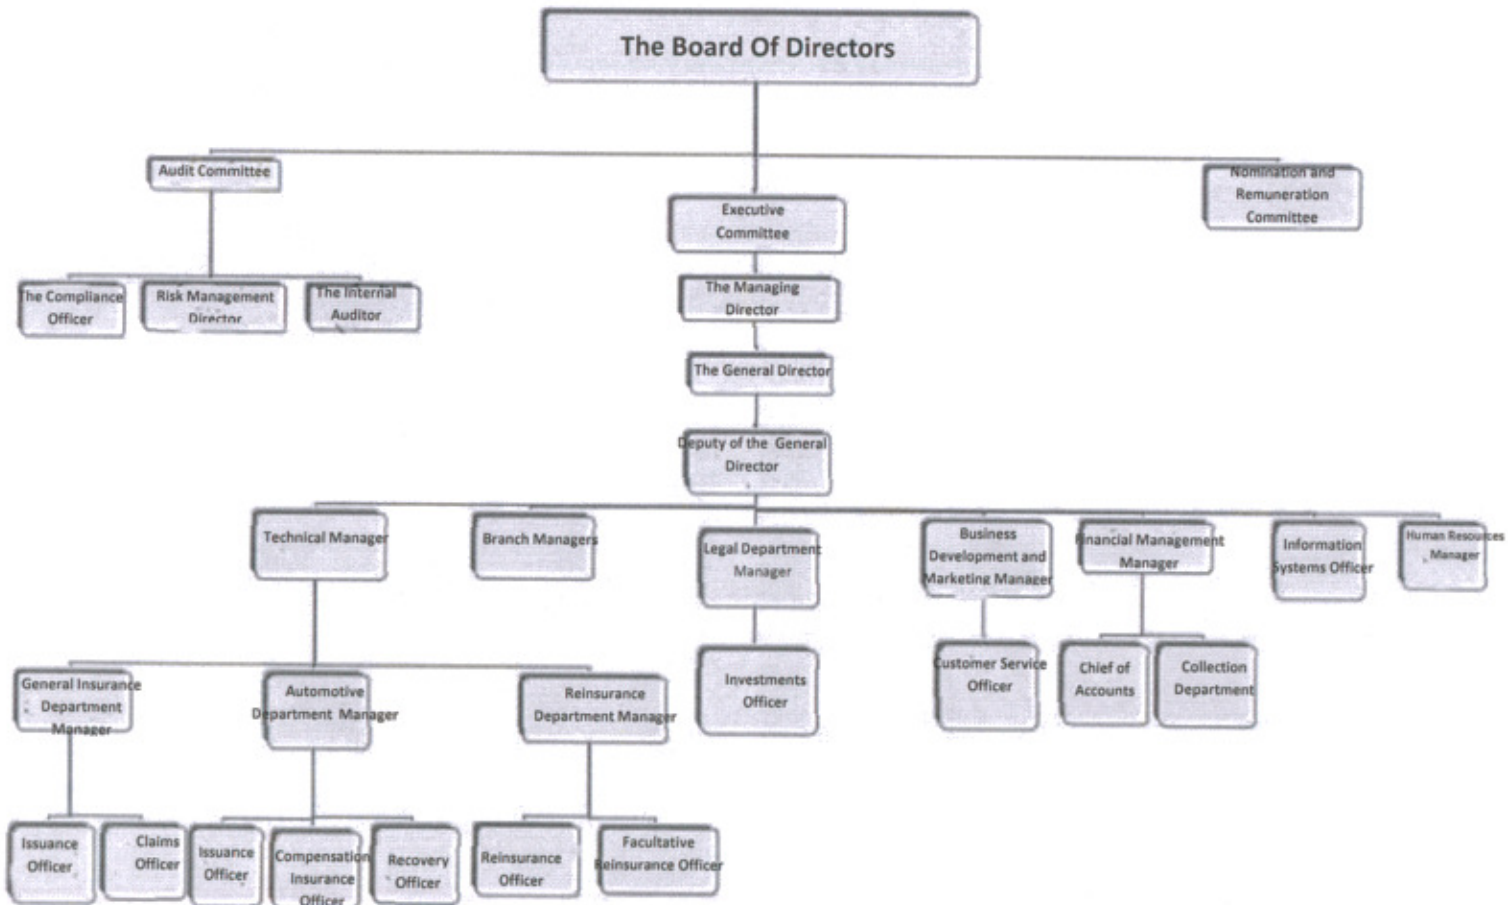 The Board Of Directors
Audit Committee
Nomination and
Remuneration
Committee
Executive
Committee
The Compliance
Officer
Risk Management
Director
The Internal
Auditor
The Managing
Director
The General Director
Deputy of the General
Director
Technical Manager
Branch Managers
Legal Department
Manager
Business
Development and
Marketing Manager
Financial Management
Manager
Information
Systems Officer
Human Resources
Manager
General Insurance
Department
Manager
Automotive
Department Manager
Reinsurance
Department Manager
Investments
Officer
Customer Service
Officer
Chief of
Accounts
Collection
Department
Issuance
Officer
Claims
Officer
Issuance
Officer
Compensation
Insurance
Officer
Recovery
Officer
Reinsurance
Officer
Facultative
Reinsurance Officer